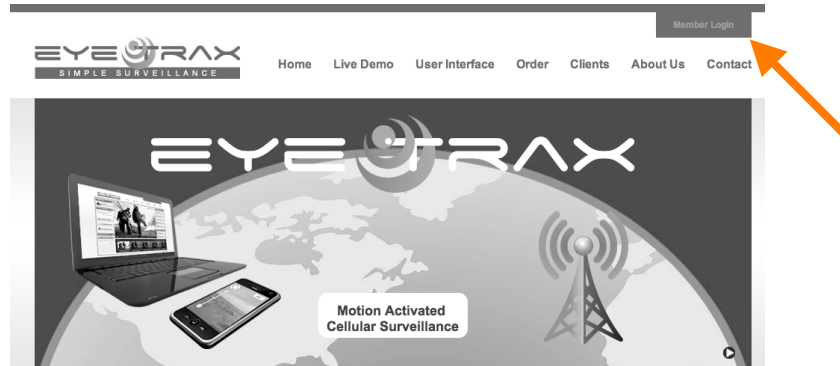 Member Login
EYETRAX
SIMPLE SURVEILLANCE
Home Live Demo User Interface Order Clients About Us Contact
EYETRAX
Motion Activated
Cellular Surveillance